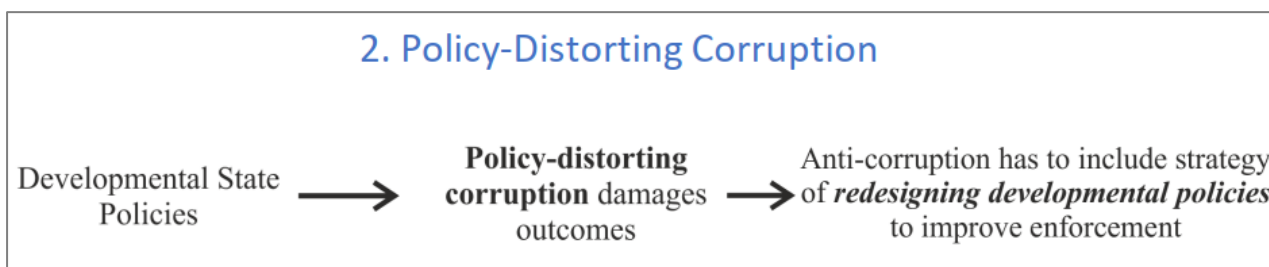 2. Policy-Distorting Corruption
Developmental State
Policies
Policy-distorting
corruption damages
outcomes
Anti-corruption has to include strategy
of redesigning developmental policies
to improve enforcement